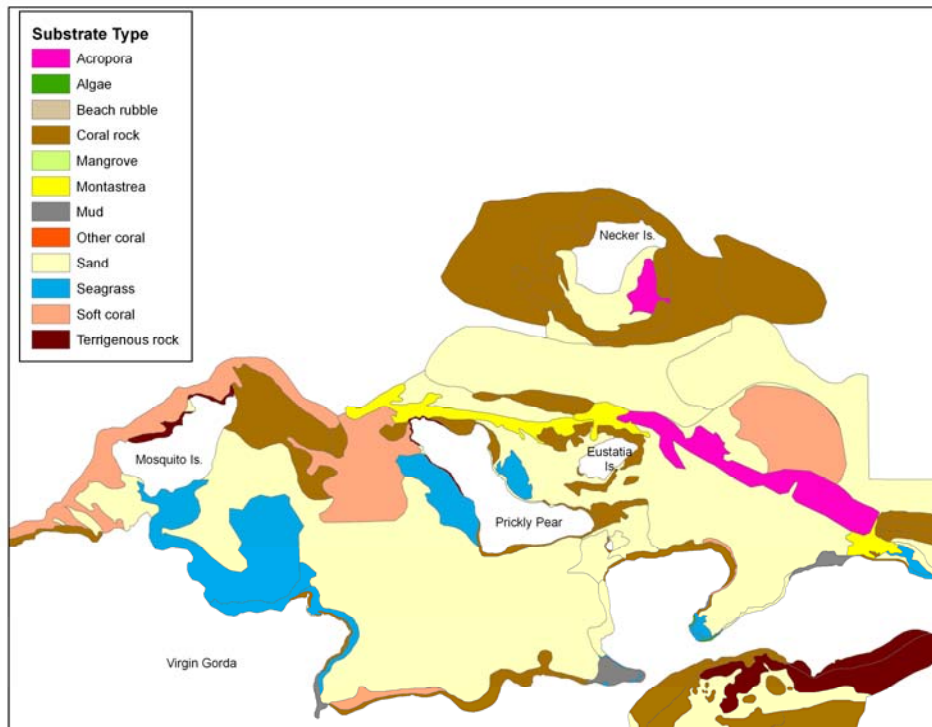 Substrate Type
Acropora
Algae
Beach rubble
Coral rock
Mangrove
Montastrea
Mud
Other coral
Sand
Seagrass
Soft coral
Terrigenous rock
Necker Is.
Mosquito Is.
Eustatia
Is.
Prickly Pear
Virgin Gorda